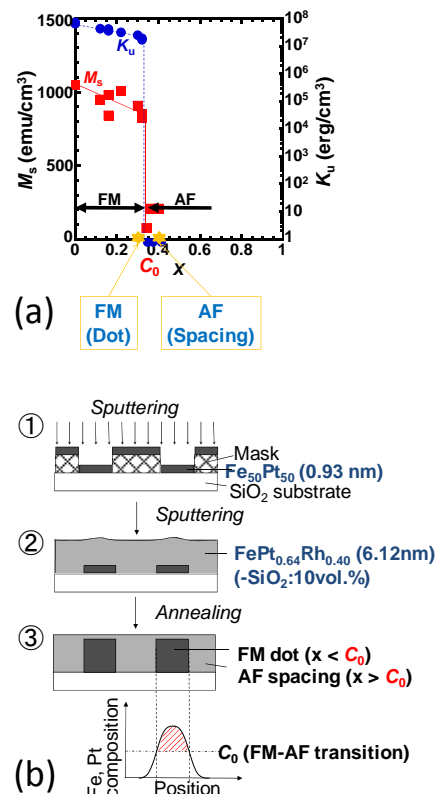 1500
1000
500
0
10⁸
10⁷
10⁶
10⁵
10⁴
10³
10²
10
1
Mₛ (emu/cm³)
Kᵤ (erg/cm³)
Kᵤ
Mₛ
FM
AF
0 0.2 0.4 0.6 0.8 1
C₀
x
FM
(Dot)
AF
(Spacing)
(a)
Sputtering
①
Mask
Fe₅₀Pt₅₀ (0.93 nm)
SiO₂ substrate
Sputtering
②
FePt₀.₆₄Rh₀.₄₀ (6.12nm)
(-SiO₂:10vol.%)
Annealing
③
FM dot (x < C₀)
AF spacing (x > C₀)
Fe, Pt
composition
C₀ (FM-AF transition)
Position
(b)